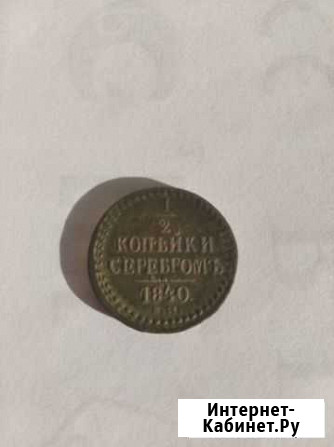 1
2
КОПѢЙКИ
СЕРЕБРОМЪ
1840.
Интернет-
Кабинет.Ру